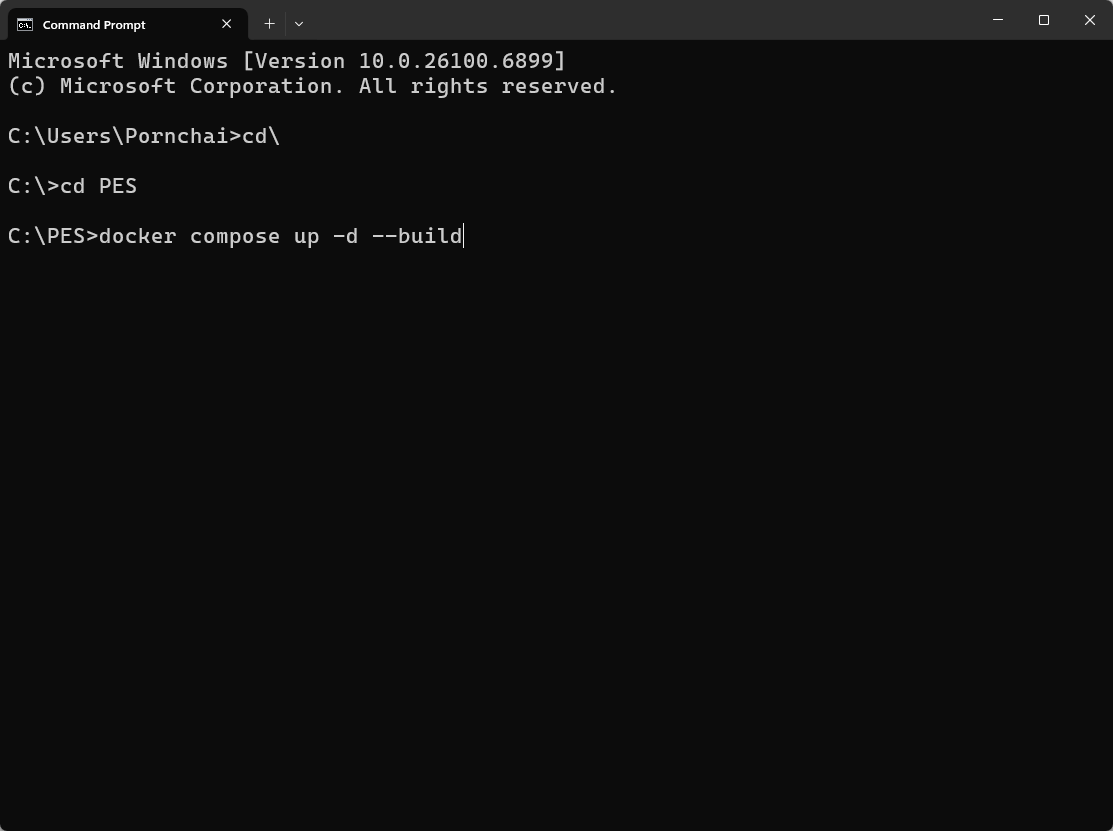 Command Prompt
Microsoft Windows [Version 10.0.26100.6899]
(c) Microsoft Corporation. All rights reserved.
C:\Users\Pornchai>cd\
C:\>cd PES
C:\PES>docker compose up -d --build